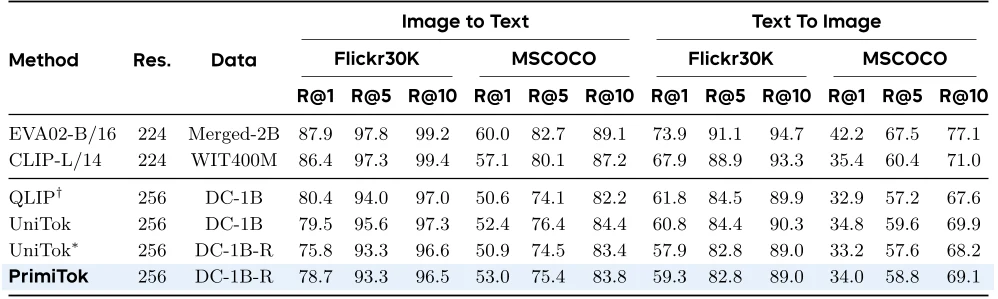 Image to Text Text To Image
Method Res. Data Flickr30K MSCOCO Flickr30K MSCOCO
R@1 R@5 R@10 R@1 R@5 R@10 R@1 R@5 R@10 R@1 R@5 R@10
EVA02-B/16 224 Merged-2B 87.9 97.8 99.2 60.0 82.7 89.1 73.9 91.1 94.7 42.2 67.5 77.1
CLIP-L/14 224 WIT400M 86.4 97.3 99.4 57.1 80.1 87.2 67.9 88.9 93.3 35.4 60.4 71.0
QLIP† 256 DC-1B 80.4 94.0 97.0 50.6 74.1 82.2 61.8 84.5 89.9 32.9 57.2 67.6
UniTok 256 DC-1B 79.5 95.6 97.3 52.4 76.4 84.4 60.8 84.4 90.3 34.8 59.6 69.9
UniTok* 256 DC-1B-R 75.8 93.3 96.6 50.9 74.5 83.4 57.9 82.8 89.0 33.2 57.6 68.2
PrimiTok 256 DC-1B-R 78.7 93.3 96.5 53.0 75.4 83.8 59.3 82.8 89.0 34.0 58.8 69.1